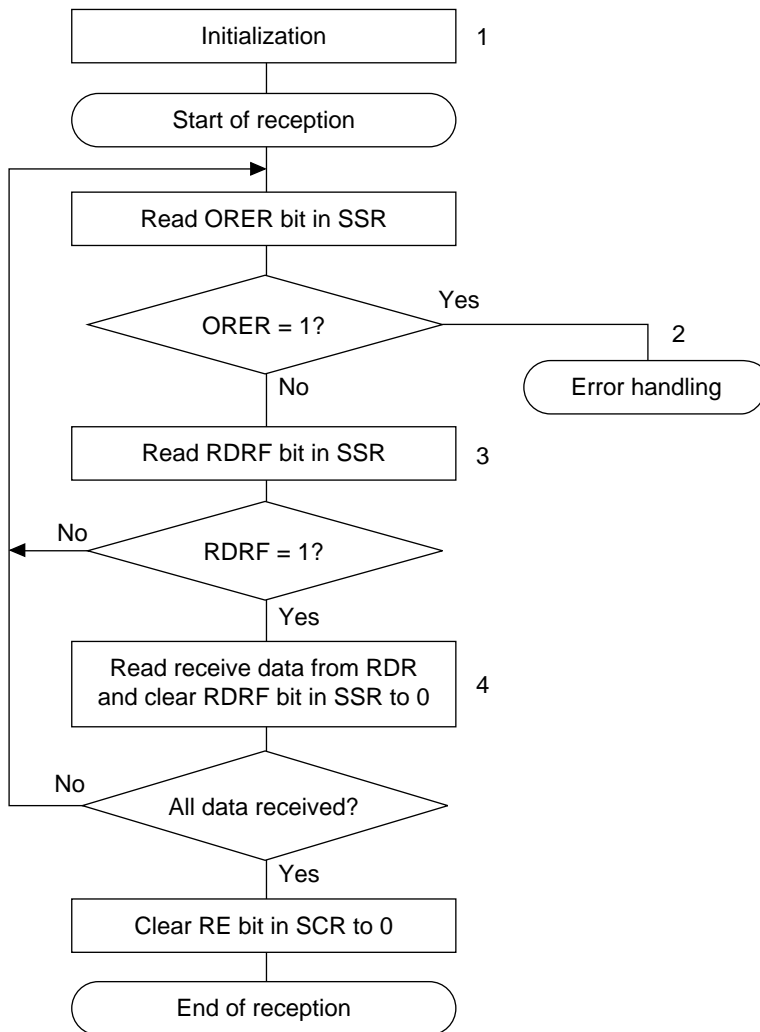 Initialization
1
Start of reception
Read ORER bit in SSR
Yes
ORER = 1?
2
Error handling
No
Read RDRF bit in SSR
3
No
RDRF = 1?
Yes
Read receive data from RDR
and clear RDRF bit in SSR to 0
4
No
All data received?
Yes
Clear RE bit in SCR to 0
End of reception